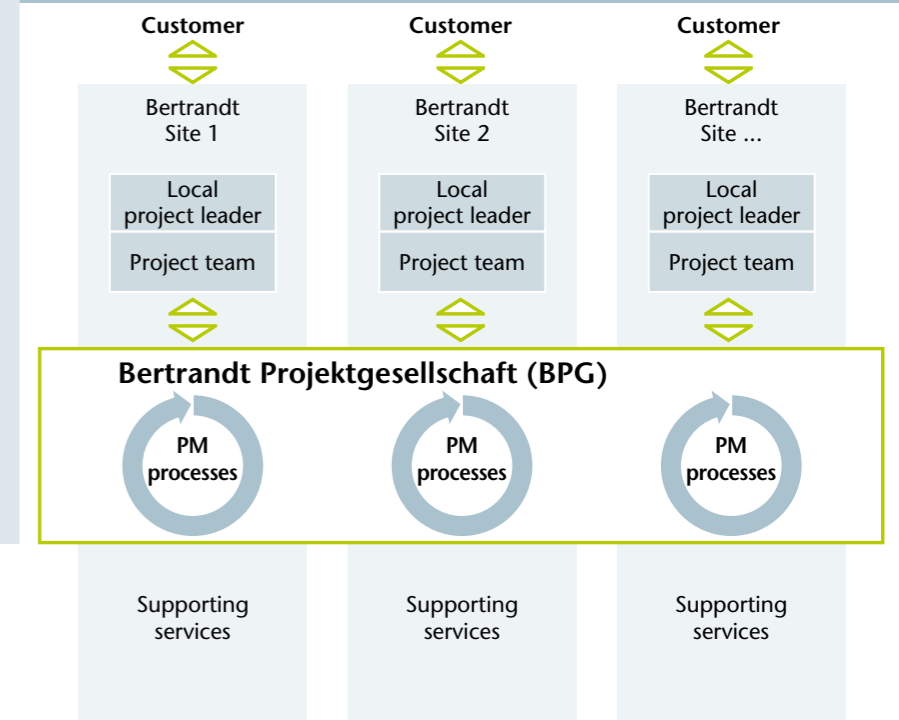 Customer
Customer
Customer
Bertrandt
Site 1
Bertrandt
Site 2
Bertrandt
Site ...
Local
project leader
Local
project leader
Local
project leader
Project team
Project team
Project team
Bertrandt Projektgesellschaft (BPG)
PM
processes
PM
processes
PM
processes
Supporting
services
Supporting
services
Supporting
services